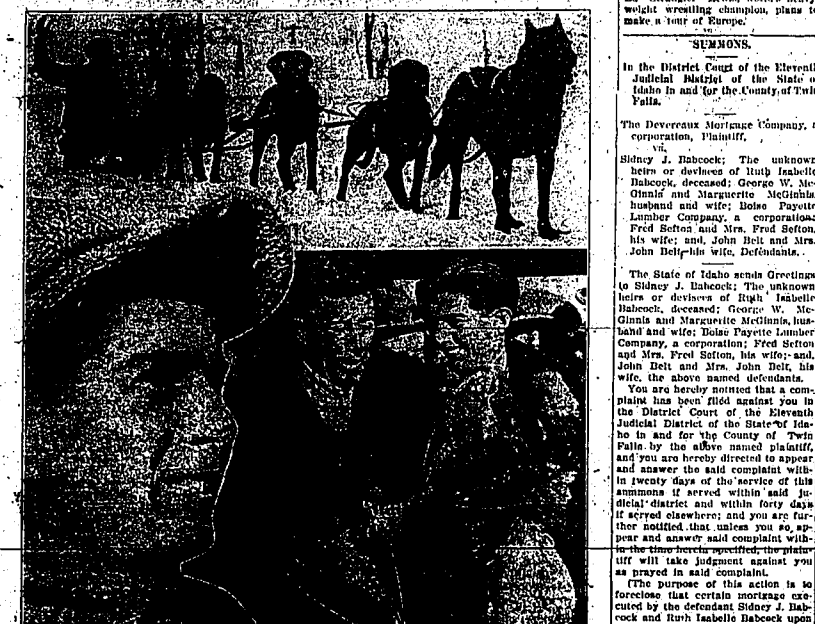 weight wrestling champion, plans to
make a tour of Europe.
SUMMONS.
In the District Court of the Eleventh
Judicial District of the State of
Idaho in and for the County of Twin
Falls.
The Devereaux Mortgage Company, a
corporation, Plaintiff,
vs.
Sidney J. Babcock; The unknown
heirs or devisees of Ruth Isabelle
Babcock, deceased; George W. Mc-
Ginnis and Marguerite McGinnis,
husband and wife; Boise Payette
Lumber Company, a corporation;
Fred Sefton and Mrs. Fred Sefton,
his wife; and, John Belt and Mrs.
John Belt, his wife, Defendants.
The State of Idaho sends Greetings
to Sidney J. Babcock; The unknown
heirs or devisees of Ruth Isabelle
Babcock, deceased; George W. Mc-
Ginnis and Marguerite McGinnis, hus-
band and wife; Boise Payette Lumber
Company, a corporation; Fred Sefton
and Mrs. Fred Sefton, his wife; and,
John Belt and Mrs. John Belt, his
wife, the above named defendants.
You are hereby notified that a com-
plaint has been filed against you in
the District Court of the Eleventh
Judicial District of the State of Ida-
ho in and for the County of Twin
Falls by the above named plaintiff,
and you are hereby directed to appear
and answer the said complaint with-
in twenty days of the service of this
summons if served within said ju-
dicial district and within forty days
if served elsewhere; and you are fur-
ther notified that unless you so ap-
pear and answer said complaint with-
in the time herein specified, the plain-
tiff will take judgment against you
as prayed in said complaint.
(The purpose of this action is to
foreclose that certain mortgage exe-
cuted by the defendant Sidney J. Bab-
cock and Ruth Isabelle Babcock upon